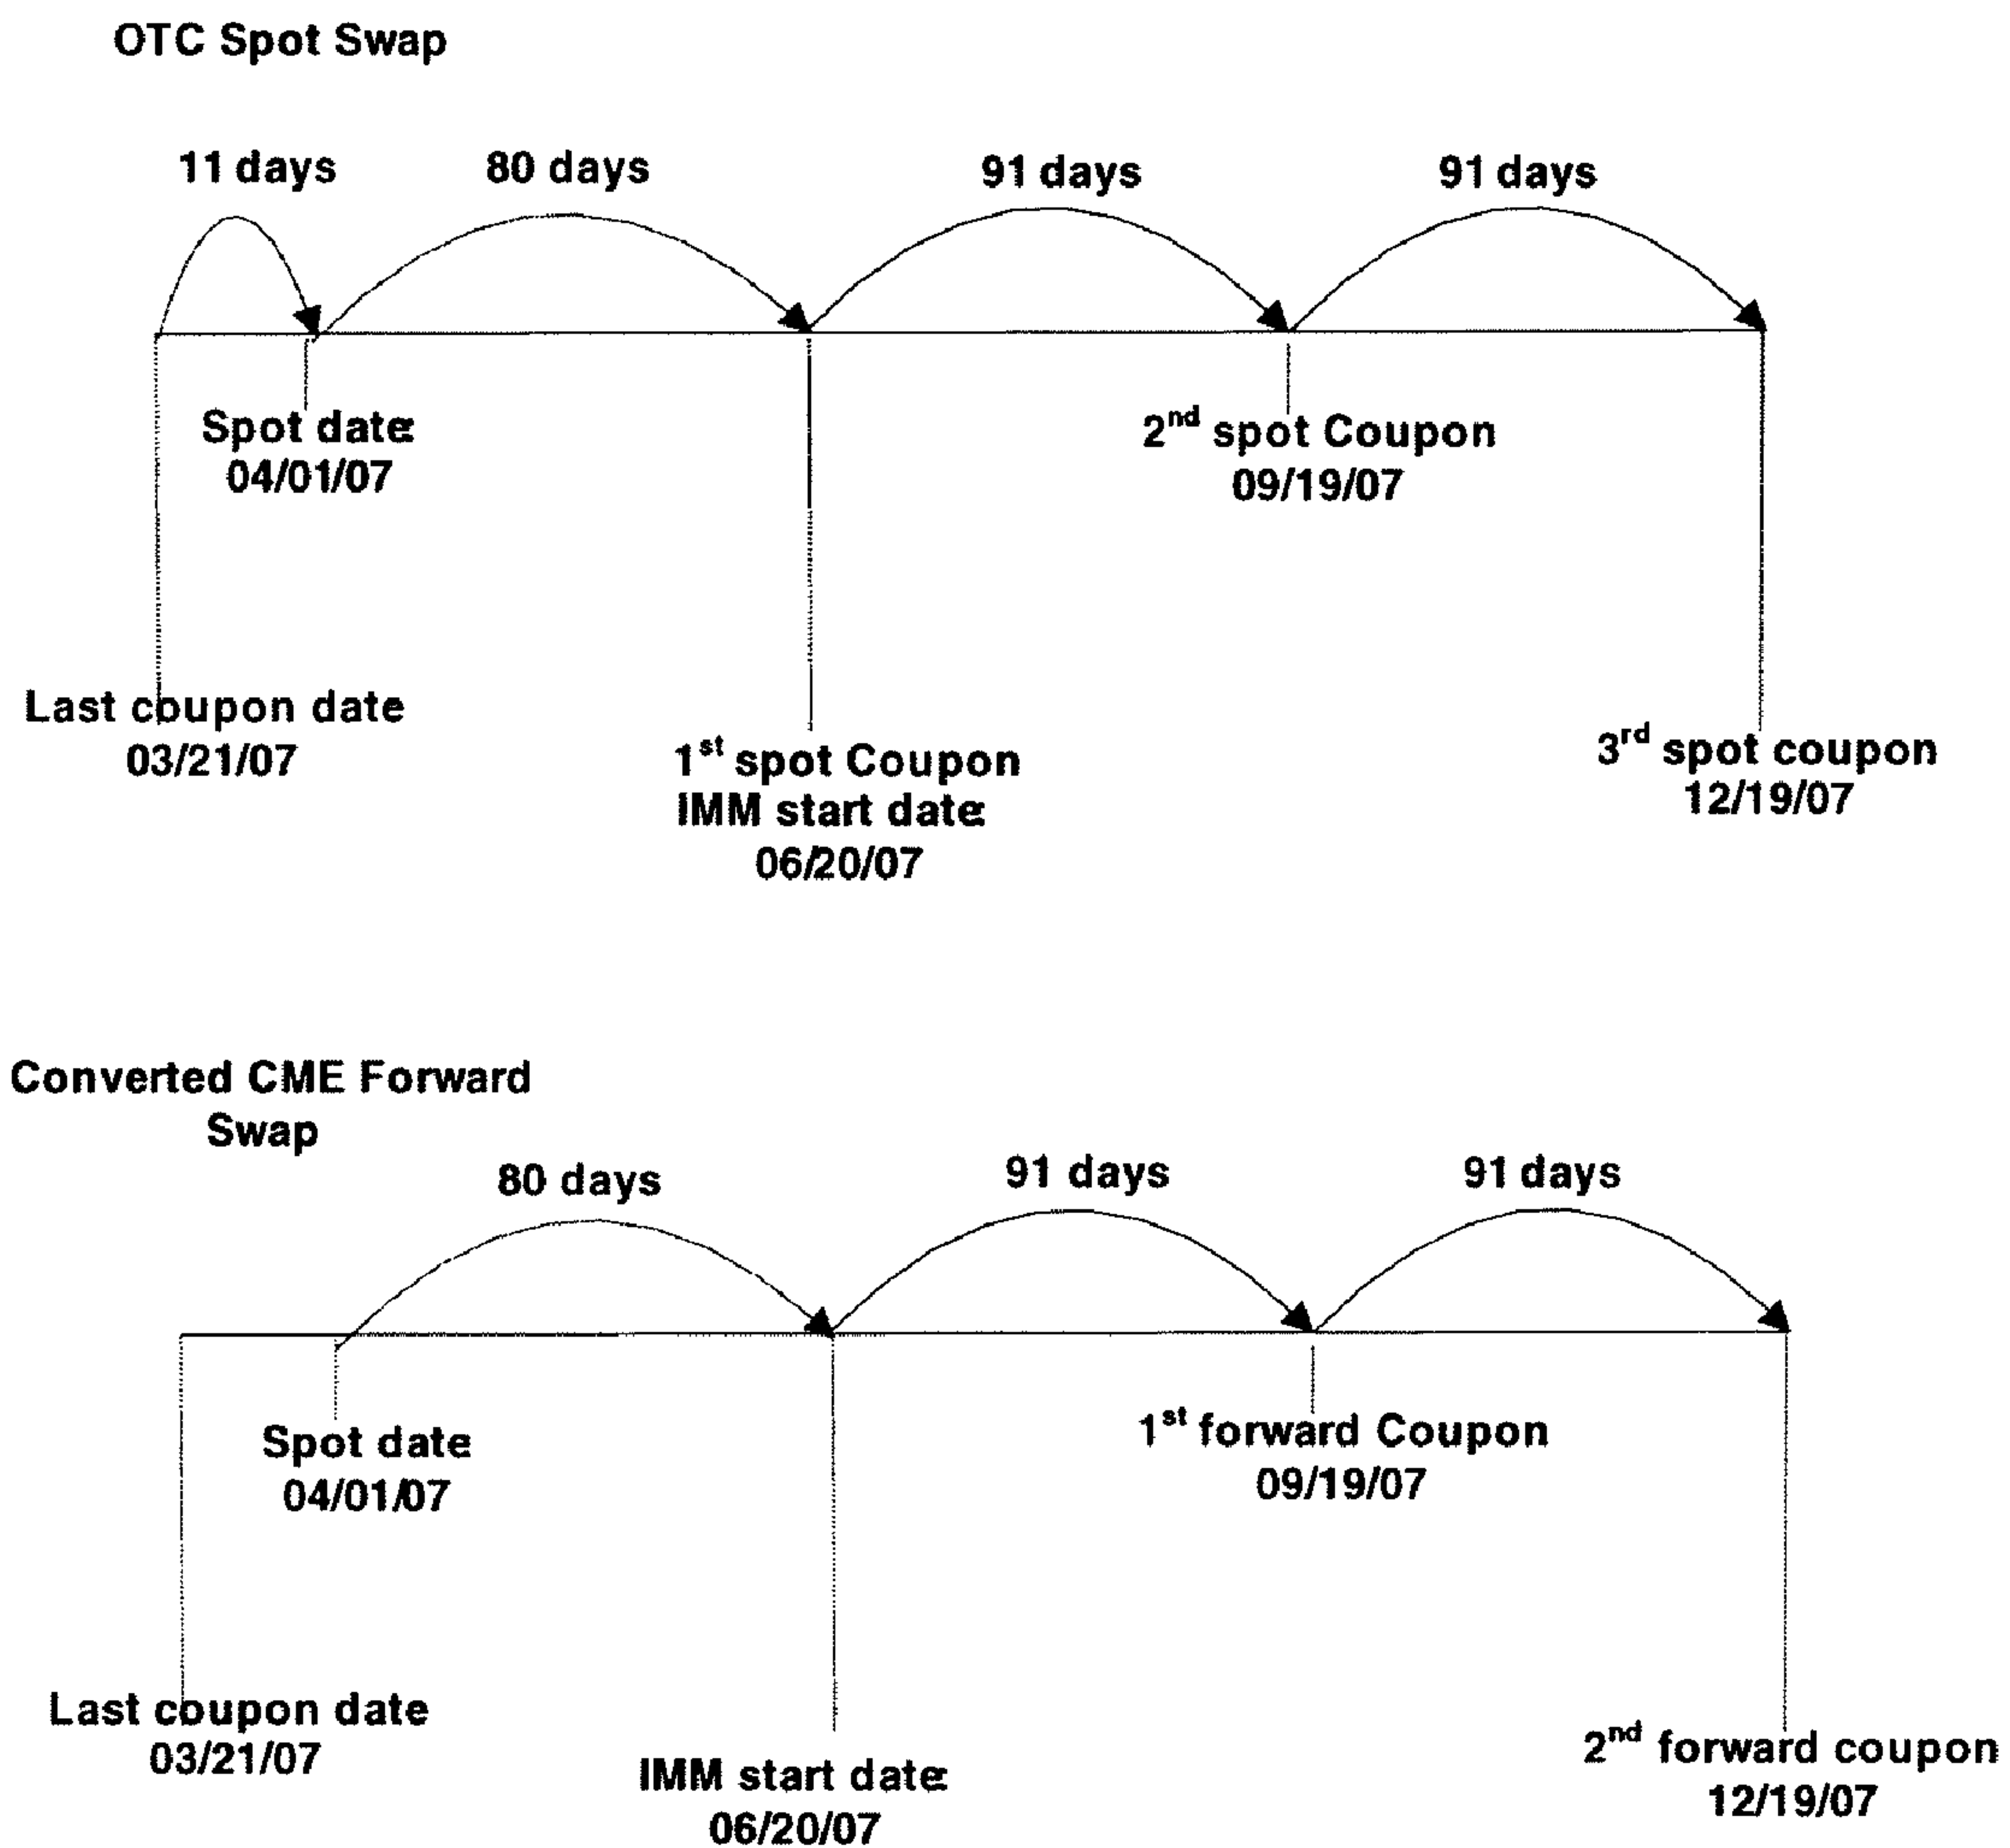 OTC Spot Swap
11 days
80 days
91 days
91 days
Spot date:
04/01/07
2nd spot Coupon
09/19/07
Last coupon date
03/21/07
1st spot Coupon
IMM start date:
06/20/07
3rd spot coupon
12/19/07
Converted CME Forward
Swap
80 days
91 days
91 days
Spot date
04/01/07
1st forward Coupon
09/19/07
Last coupon date
03/21/07
IMM start date:
06/20/07
2nd forward coupon
12/19/07